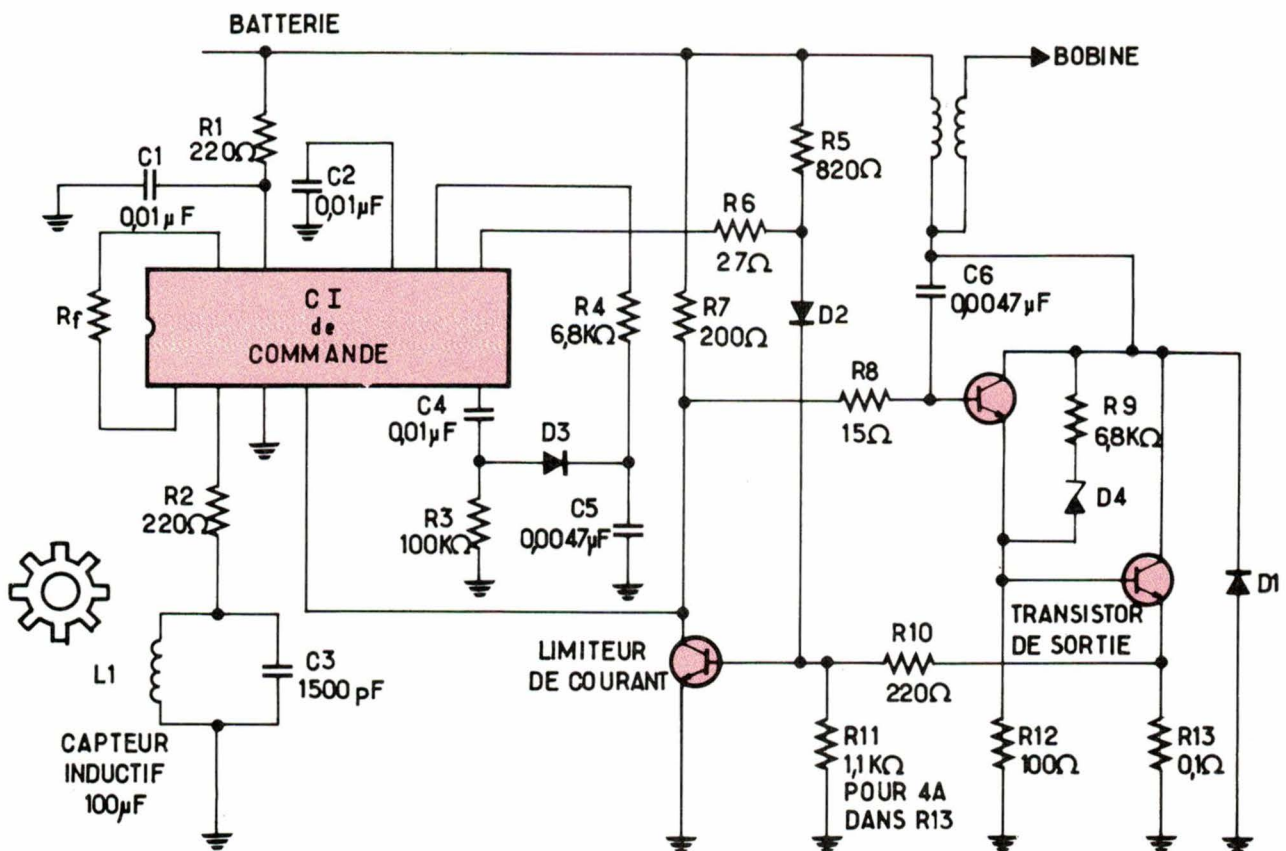 BATTERIE
BOBINE
R1
220Ω
C1
0,01µF
C2
0,01µF
R5
820Ω
R6
27Ω
C6
0,0047µF
Rf
CI
de
COMMANDE
R4
6,8KΩ
R7
200Ω
D2
R8
15Ω
R9
6,8KΩ
D4
C4
0,01µF
D3
R2
220Ω
R3
100KΩ
C5
0,0047µF
D1
TRANSISTOR
DE SORTIE
L1
C3
1500pF
LIMITEUR
DE COURANT
R10
220Ω
CAPTEUR
INDUCTIF
100µF
R11
1,1KΩ
POUR 4A
DANS R13
R12
100Ω
R13
0,1Ω